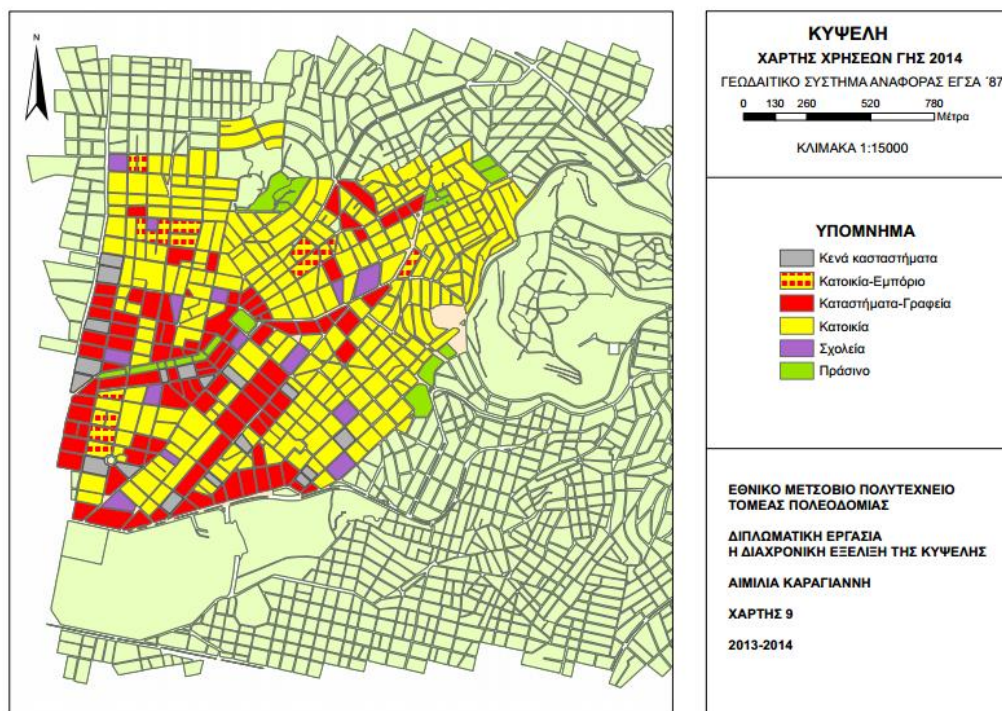 N
ΚΥΨΕΛΗ
ΧΑΡΤΗΣ ΧΡΗΣΕΩΝ ΓΗΣ 2014
ΓΕΩΔΑΙΤΙΚΟ ΣΥΣΤΗΜΑ ΑΝΑΦΟΡΑΣ ΕΓΣΑ '87
0 130 260 520 780
Μέτρα
ΚΛΙΜΑΚΑ 1:15000
ΥΠΟΜΝΗΜΑ
Κενά κασταστήματα
Κατοικία-Εμπόριο
Καταστήματα-Γραφεία
Κατοικία
Σχολεία
Πράσινο
ΕΘΝΙΚΟ ΜΕΤΣΟΒΙΟ ΠΟΛΥΤΕΧΝΕΙΟ
ΤΟΜΕΑΣ ΠΟΛΕΟΔΟΜΙΑΣ
ΔΙΠΛΩΜΑΤΙΚΗ ΕΡΓΑΣΙΑ
Η ΔΙΑΧΡΟΝΙΚΗ ΕΞΕΛΙΞΗ ΤΗΣ ΚΥΨΕΛΗΣ
ΑΙΜΙΛΙΑ ΚΑΡΑΓΙΑΝΝΗ
ΧΑΡΤΗΣ 9
2013-2014